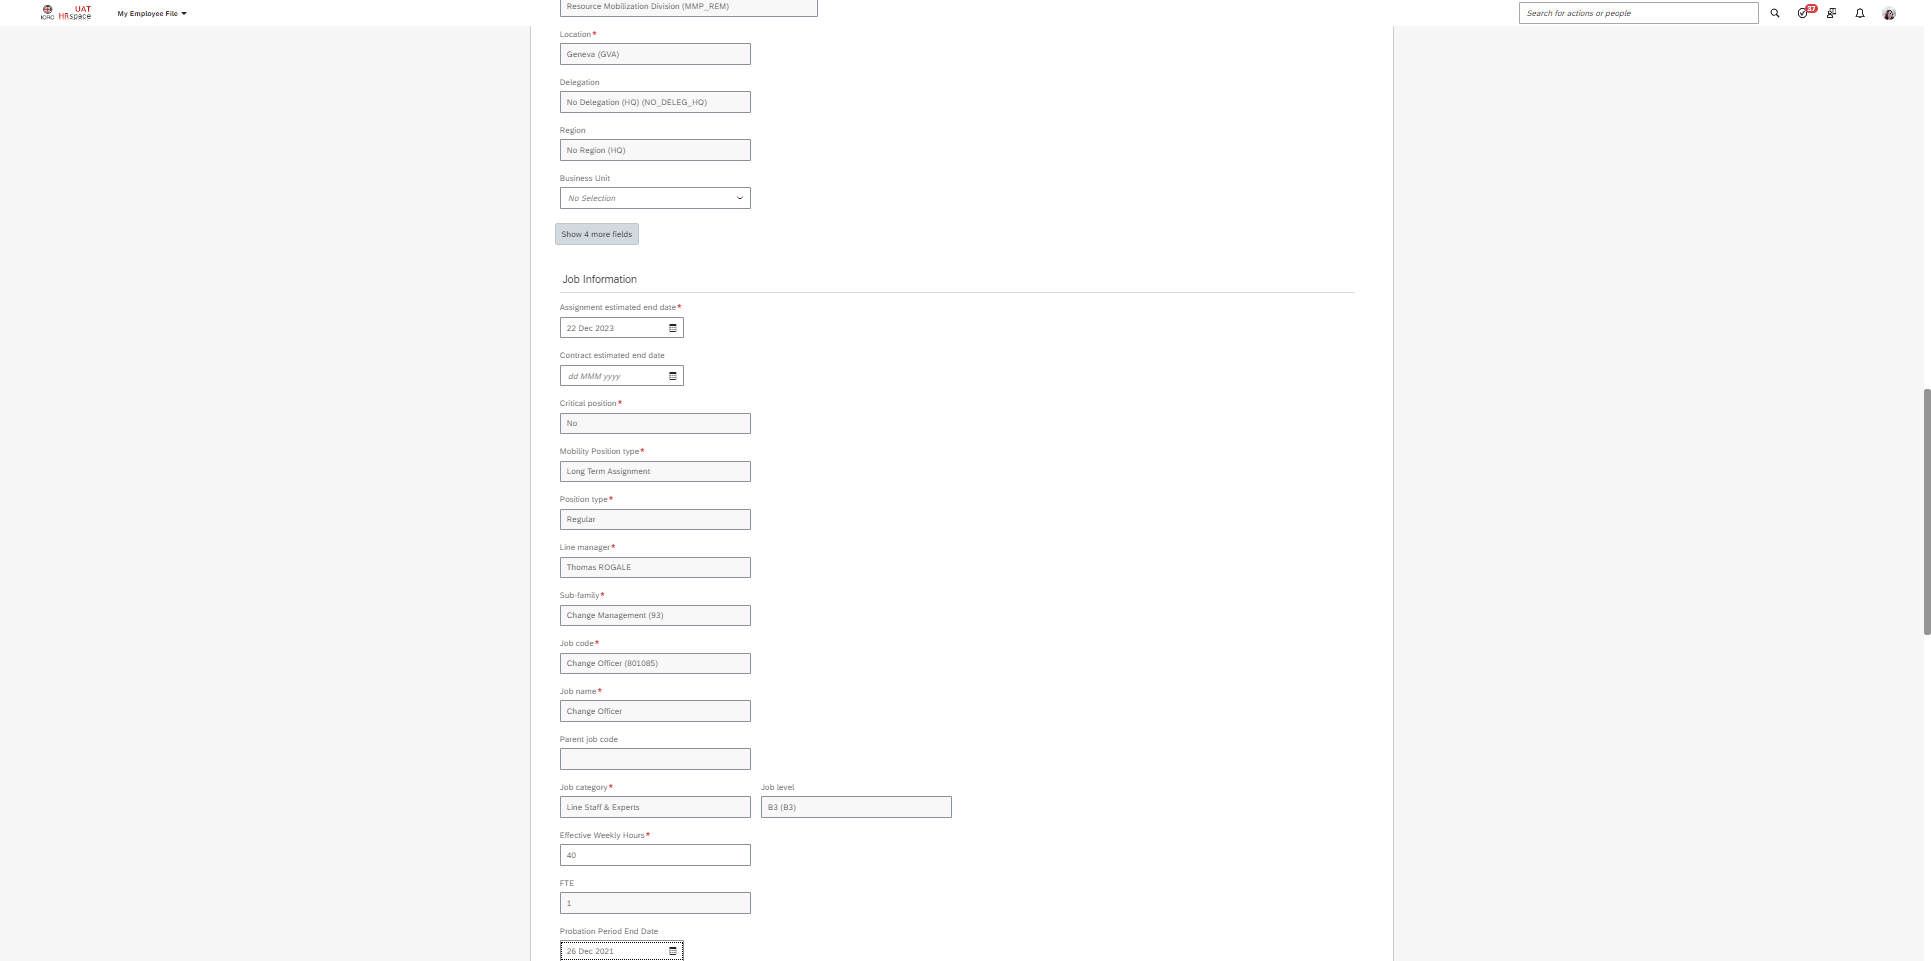 ICRC
UAT
HRspace
My Employee File
Search for actions or people
37
Resource Mobilization Division (MMP_REM)
Location*
Geneva (GVA)
Delegation
No Delegation (HQ) (NO_DELEG_HQ)
Region
No Region (HQ)
Business Unit
No Selection
Show 4 more fields
Job Information
Assignment estimated end date*
22 Dec 2023
Contract estimated end date
dd MMM yyyy
Critical position*
No
Mobility Position type*
Long Term Assignment
Position type*
Regular
Line manager*
Thomas ROGALE
Sub-family*
Change Management (93)
Job code*
Change Officer (801085)
Job name*
Change Officer
Parent job code
Job category* Job level
Line Staff & Experts B3 (B3)
Effective Weekly Hours*
40
FTE
1
Probation Period End Date
26 Dec 2021